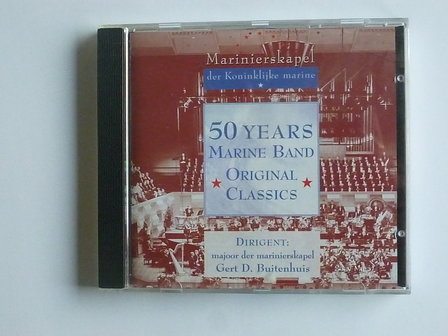 Marinierskapel
der Koninklijke marine
50 YEARS
MARINE BAND
ORIGINAL
CLASSICS
DIRIGENT:
majoor der marinierskapel
Gert D. Buitenhuis